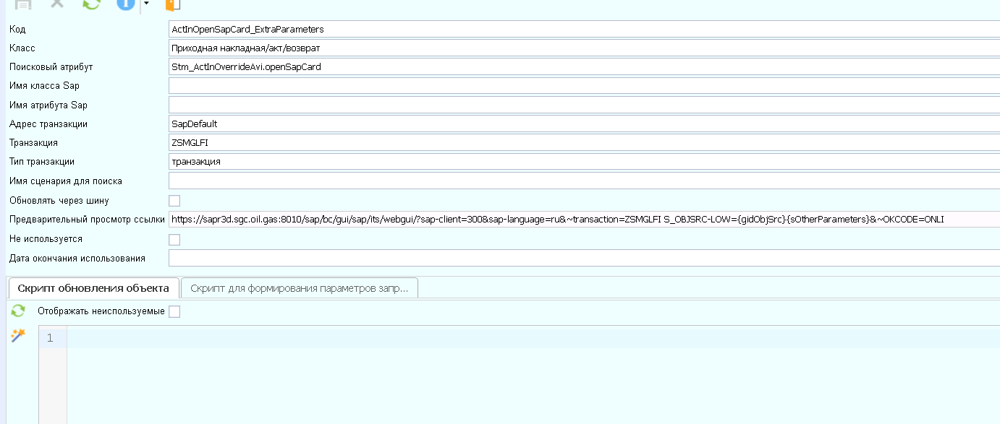 Код ActInOpenSapCard_ExtraParameters
Класс Приходная накладная/акт/возврат
Поисковый атрибут Stm_ActInOverrideAvi.openSapCard
Имя класса Sap
Имя атрибута Sap
Адрес транзакции SapDefault
Транзакция ZSMGLFI
Тип транзакции транзакция
Имя сценария для поиска
Обновлять через шину
Предварительный просмотр ссылки https://sapr3d.sgc.oil.gas:8010/sap/bc/gui/sap/its/webgui/?sap-client=300&sap-language=ru&~transaction=ZSMGLFI S_OBJSRC-LOW={gidObjSrc}{sOtherParameters}&~OKCODE=ONLI
Не используется
Дата окончания использования
Скрипт обновления объекта Скрипт для формирования параметров запр...
Отображать неиспользуемые
1